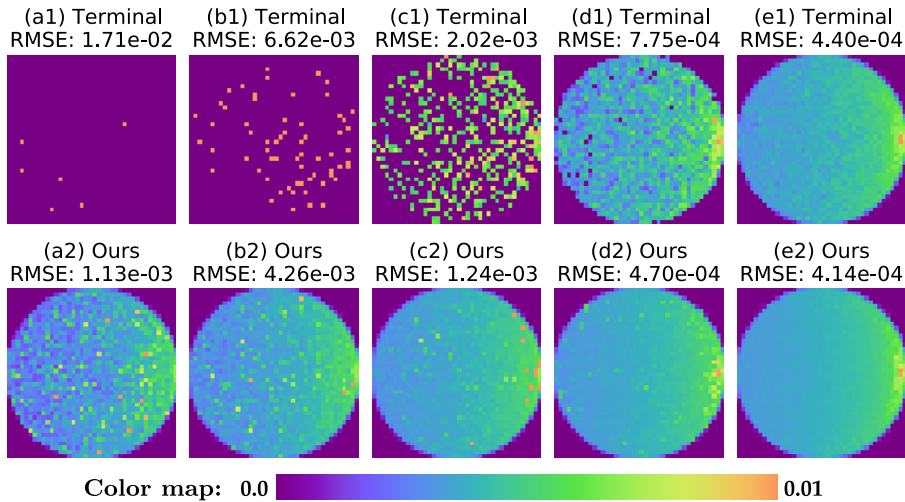 (a1) Terminal
RMSE: 1.71e-02
(b1) Terminal
RMSE: 6.62e-03
(c1) Terminal
RMSE: 2.02e-03
(d1) Terminal
RMSE: 7.75e-04
(e1) Terminal
RMSE: 4.40e-04
(a2) Ours
RMSE: 1.13e-03
(b2) Ours
RMSE: 4.26e-03
(c2) Ours
RMSE: 1.24e-03
(d2) Ours
RMSE: 4.70e-04
(e2) Ours
RMSE: 4.14e-04
Color map: 0.0 0.01